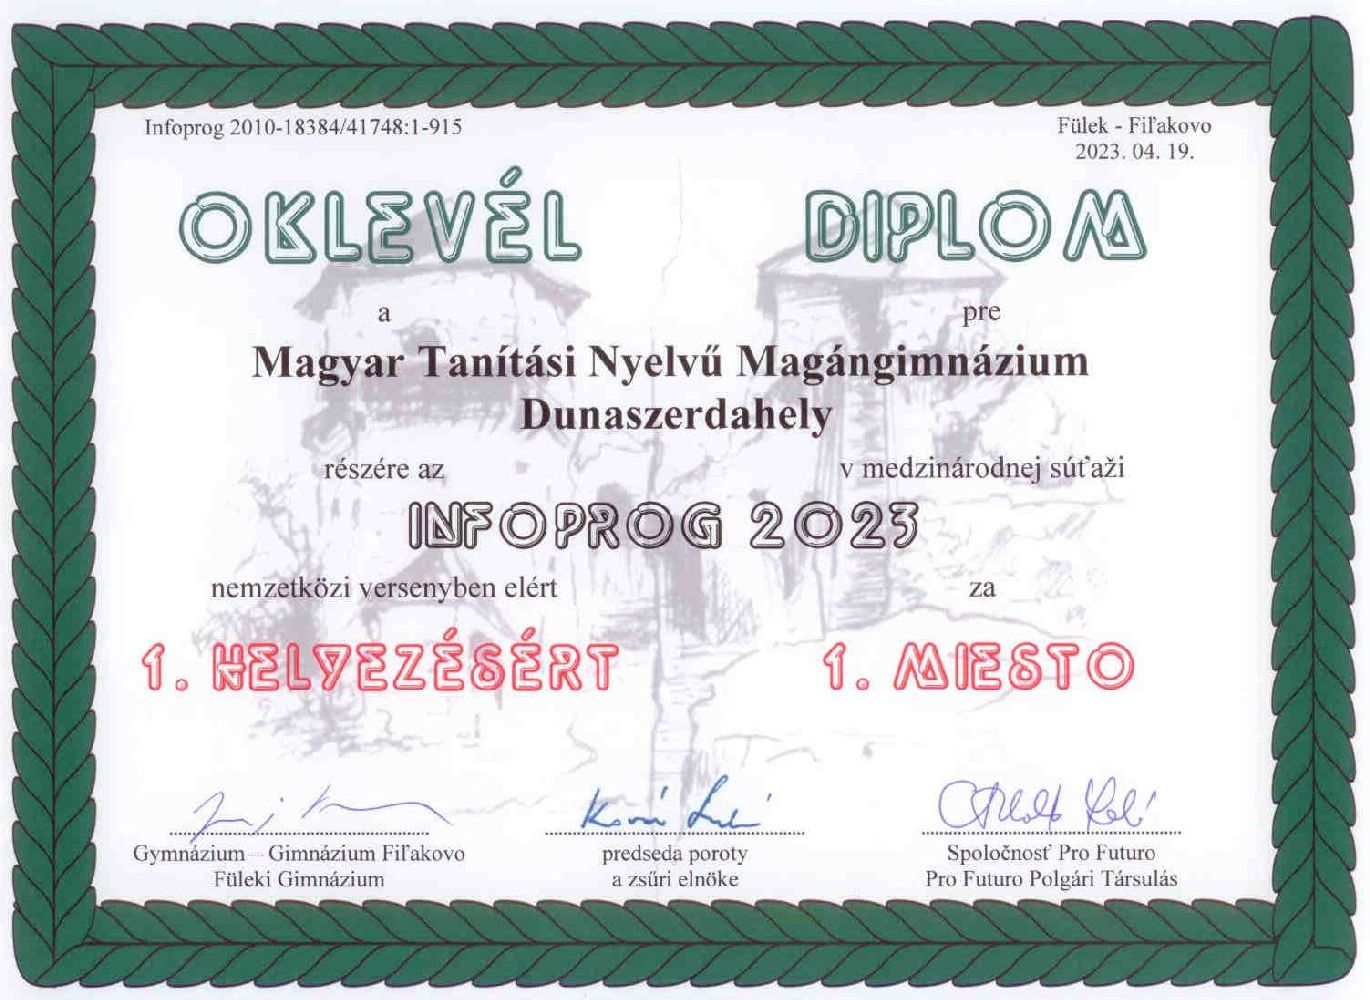 Infoprog 2010-18384/41748:1-915
Fülek - Fiľakovo
2023. 04. 19.
OKLEVÉL DIPLOM
a pre
Magyar Tanítási Nyelvű Magángimnázium
Dunaszerdahely
részére az v medzinárodnej súťaži
INFOPROG 2023
nemzetközi versenyben elért za
1. HELYEZÉSÉRT 1. MIESTO
Gymnázium – Gimnázium Fiľakovo
Füleki Gimnázium
predseda poroty
a zsűri elnöke
Spoločnosť Pro Futuro
Pro Futuro Polgári Társulás